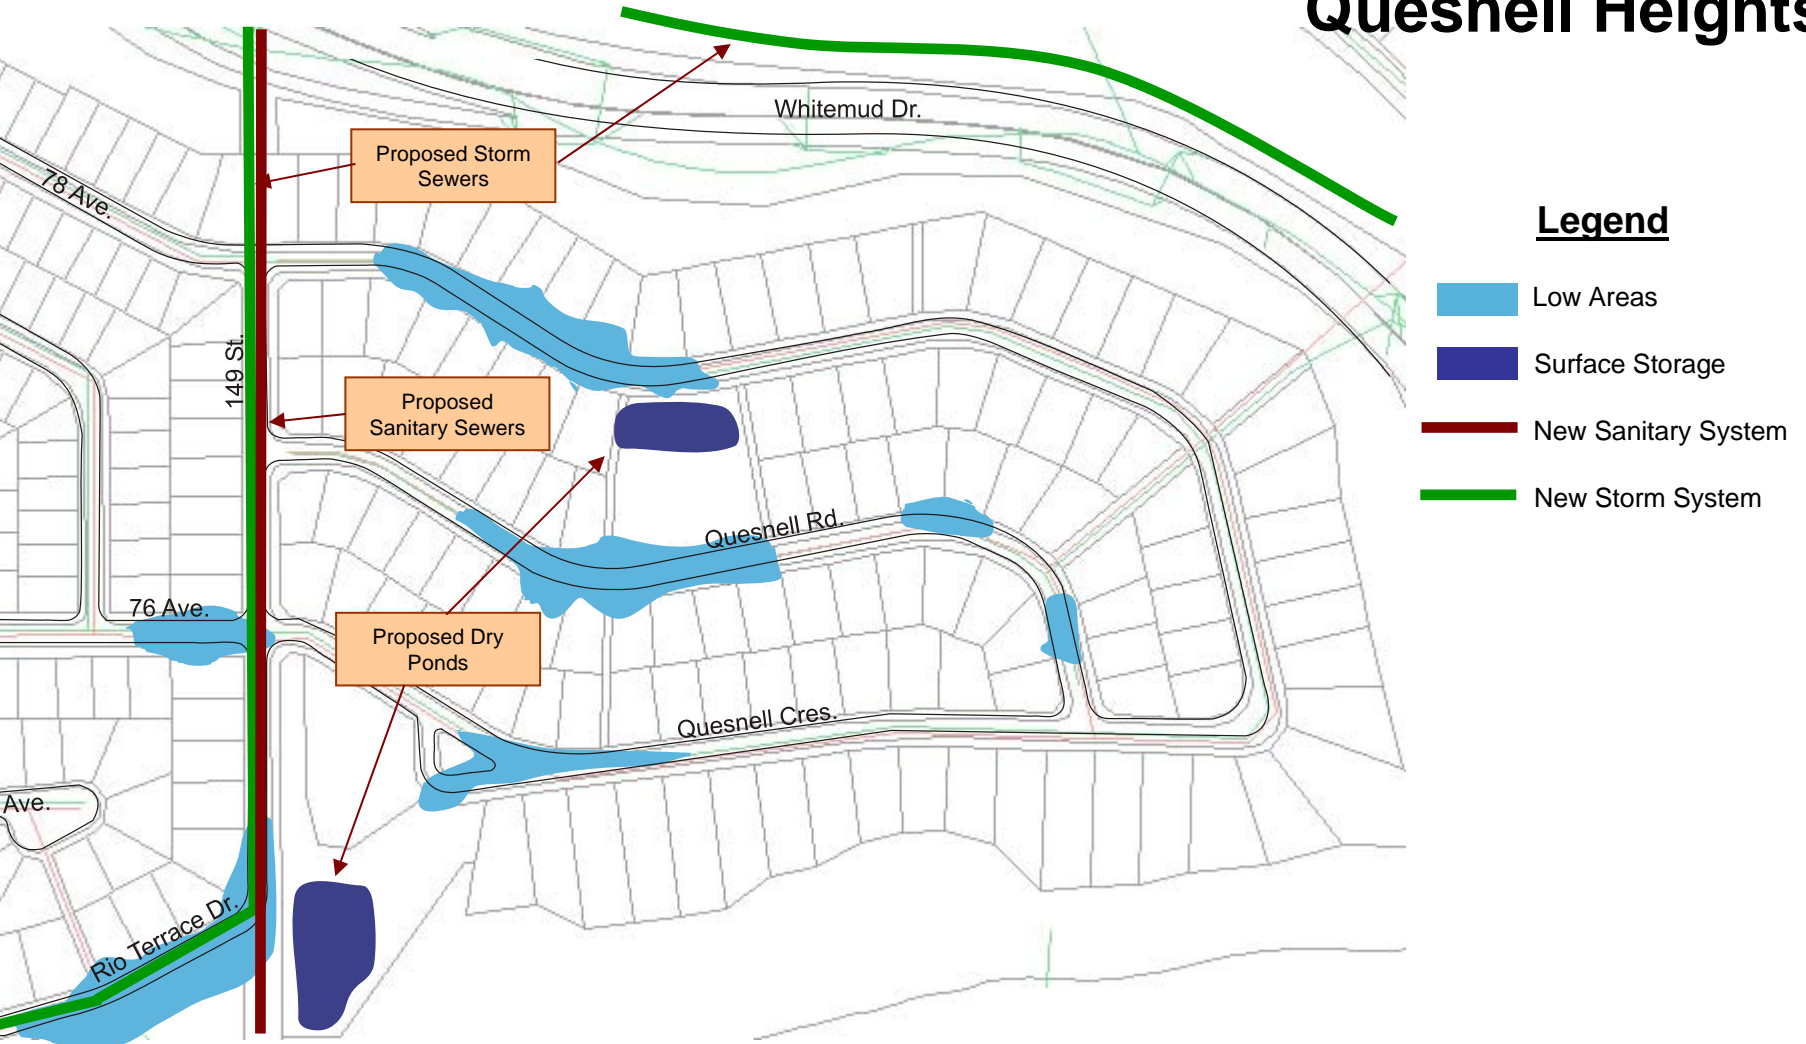 Quesnell Heights
Whitemud Dr.
Proposed Storm
Sewers
78 Ave.
Legend
Low Areas
149 St.
Surface Storage
Proposed
Sanitary Sewers
New Sanitary System
New Storm System
Quesnell Rd.
76 Ave.
Proposed Dry
Ponds
Quesnell Cres.
Ave.
Rio Terrace Dr.